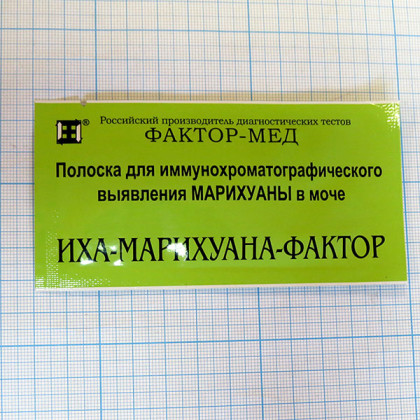 Российский производитель диагностических тестов
ФАКТОР-МЕД
Полоска для иммунохроматографического
выявления МАРИХУАНЫ в моче
ИХА-МАРИХУАНА-ФАКТОР